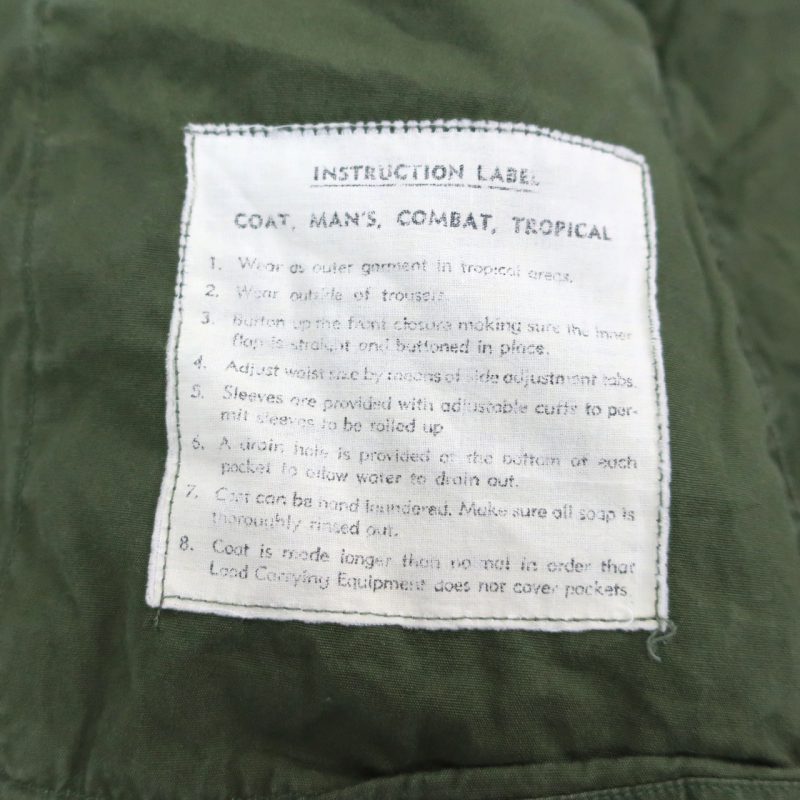 INSTRUCTION LABEL
COAT, MAN'S, COMBAT, TROPICAL
1. Wear as outer garment in tropical areas.
2. Wear outside of trousers.
3. Button up the front closure making sure the inner
flap is straight and buttoned in place.
4. Adjust waist size by means of side adjustment tabs.
5. Sleeves are provided with adjustable cuffs to per-
mit sleeves to be rolled up
6. A drain hole is provided at the bottom of each
pocket to allow water to drain out.
7. Coat can be hand laundered. Make sure all soap is
thoroughly rinsed out.
8. Coat is made longer than normal in order that
Load Carrying Equipment does not cover pockets